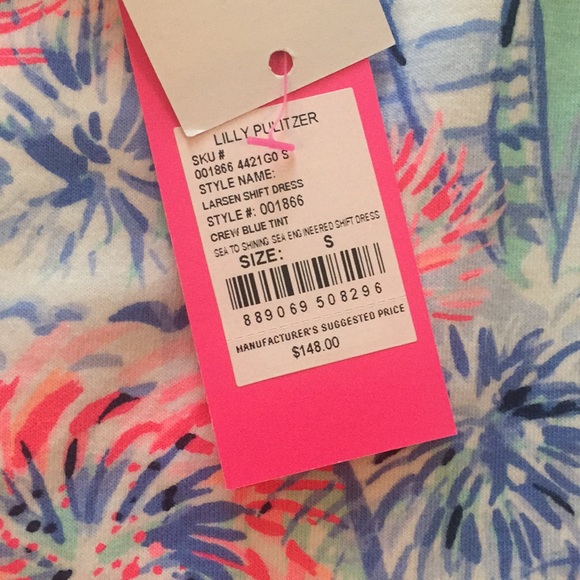 LILLY PULITZER
SKU #
001866 4421G0 S
STYLE NAME:
LARSEN SHIFT DRESS
STYLE #: 001866
CREW BLUE TINT
SEA TO SHINING SEA ENGINEERED SHIFT DRESS
SIZE: S
889069 508296
MANUFACTURER'S SUGGESTED PRICE
$148.00